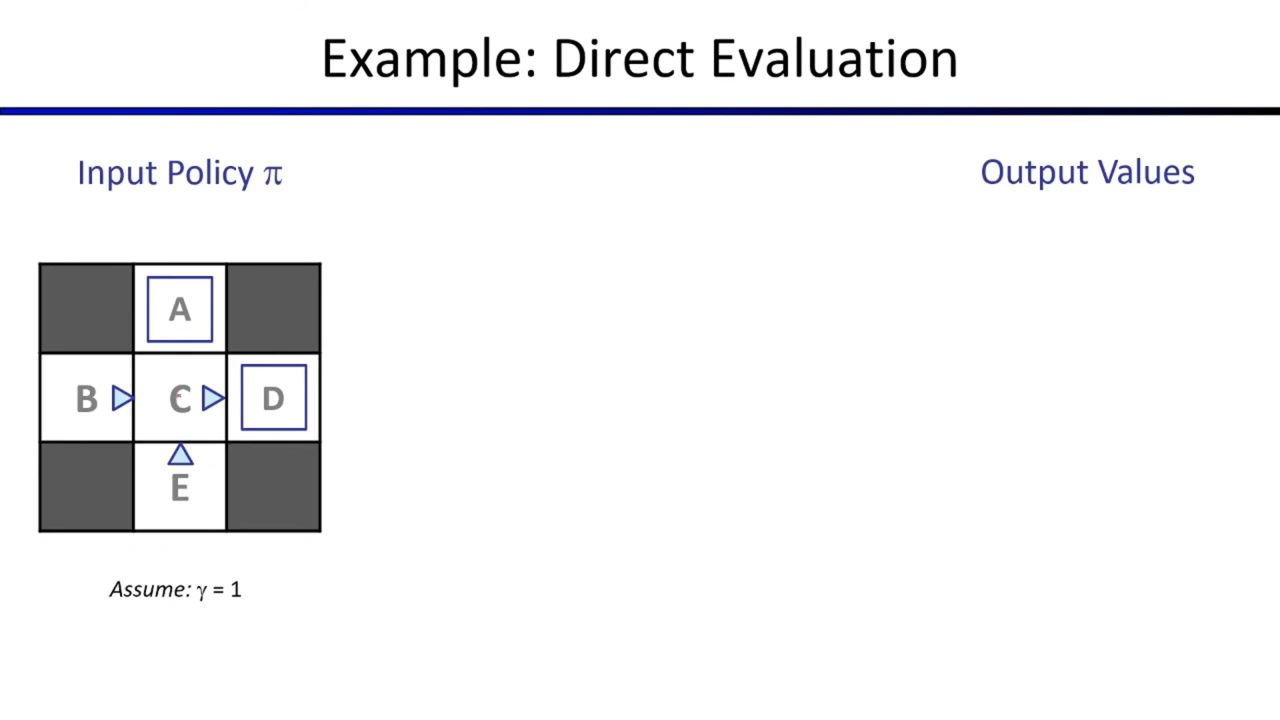 Example: Direct Evaluation
Input Policy π
Output Values
A
B C D
E
Assume: γ = 1